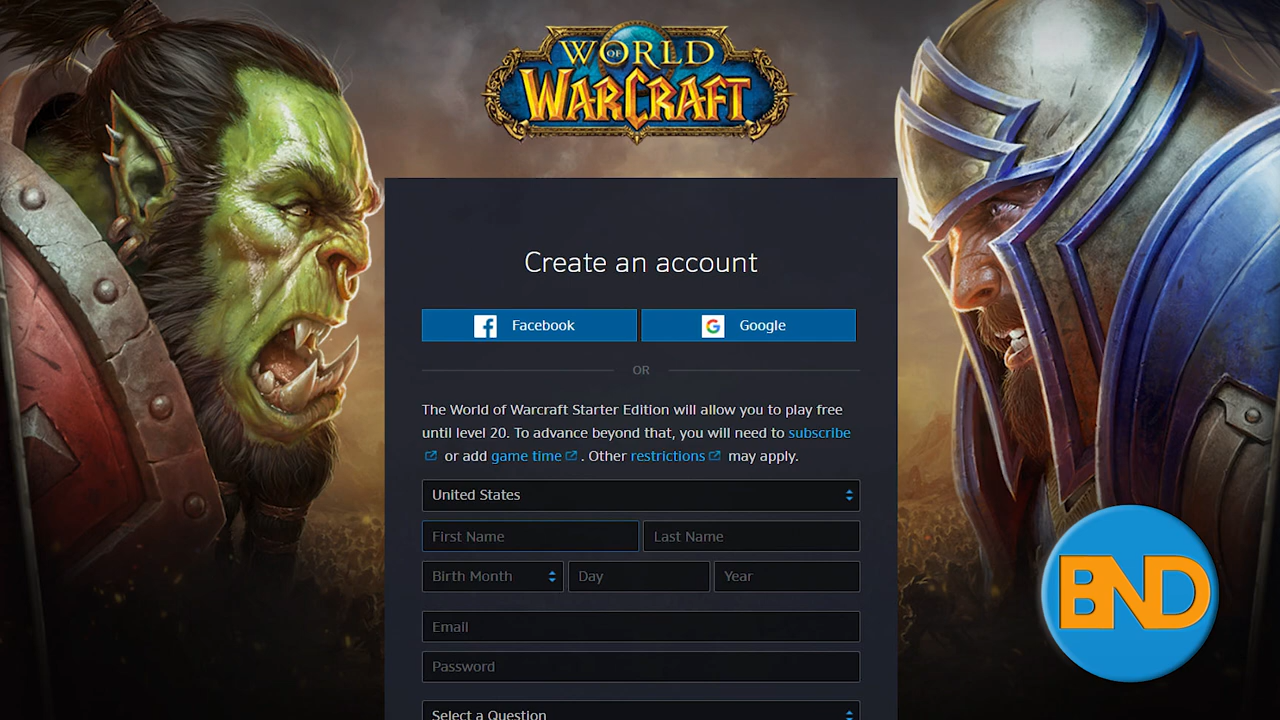 WORLD
OF
WARCRAFT
Create an account
Facebook
Google
OR
The World of Warcraft Starter Edition will allow you to play free
until level 20. To advance beyond that, you will need to subscribe
or add game time . Other restrictions may apply.
United States
First Name
Last Name
Birth Month
Day
Year
Email
Password
Select a Question
BND